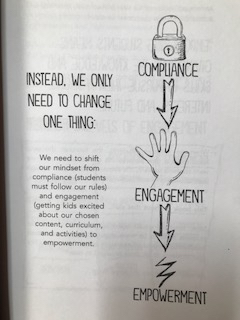 COMPLIANCE
INSTEAD, WE ONLY
NEED TO CHANGE
ONE THING:
We need to shift
our mindset from
compliance (students
must follow our rules)
and engagement
(getting kids excited
about our chosen
content, curriculum,
and activities) to
empowerment.
ENGAGEMENT
EMPOWERMENT